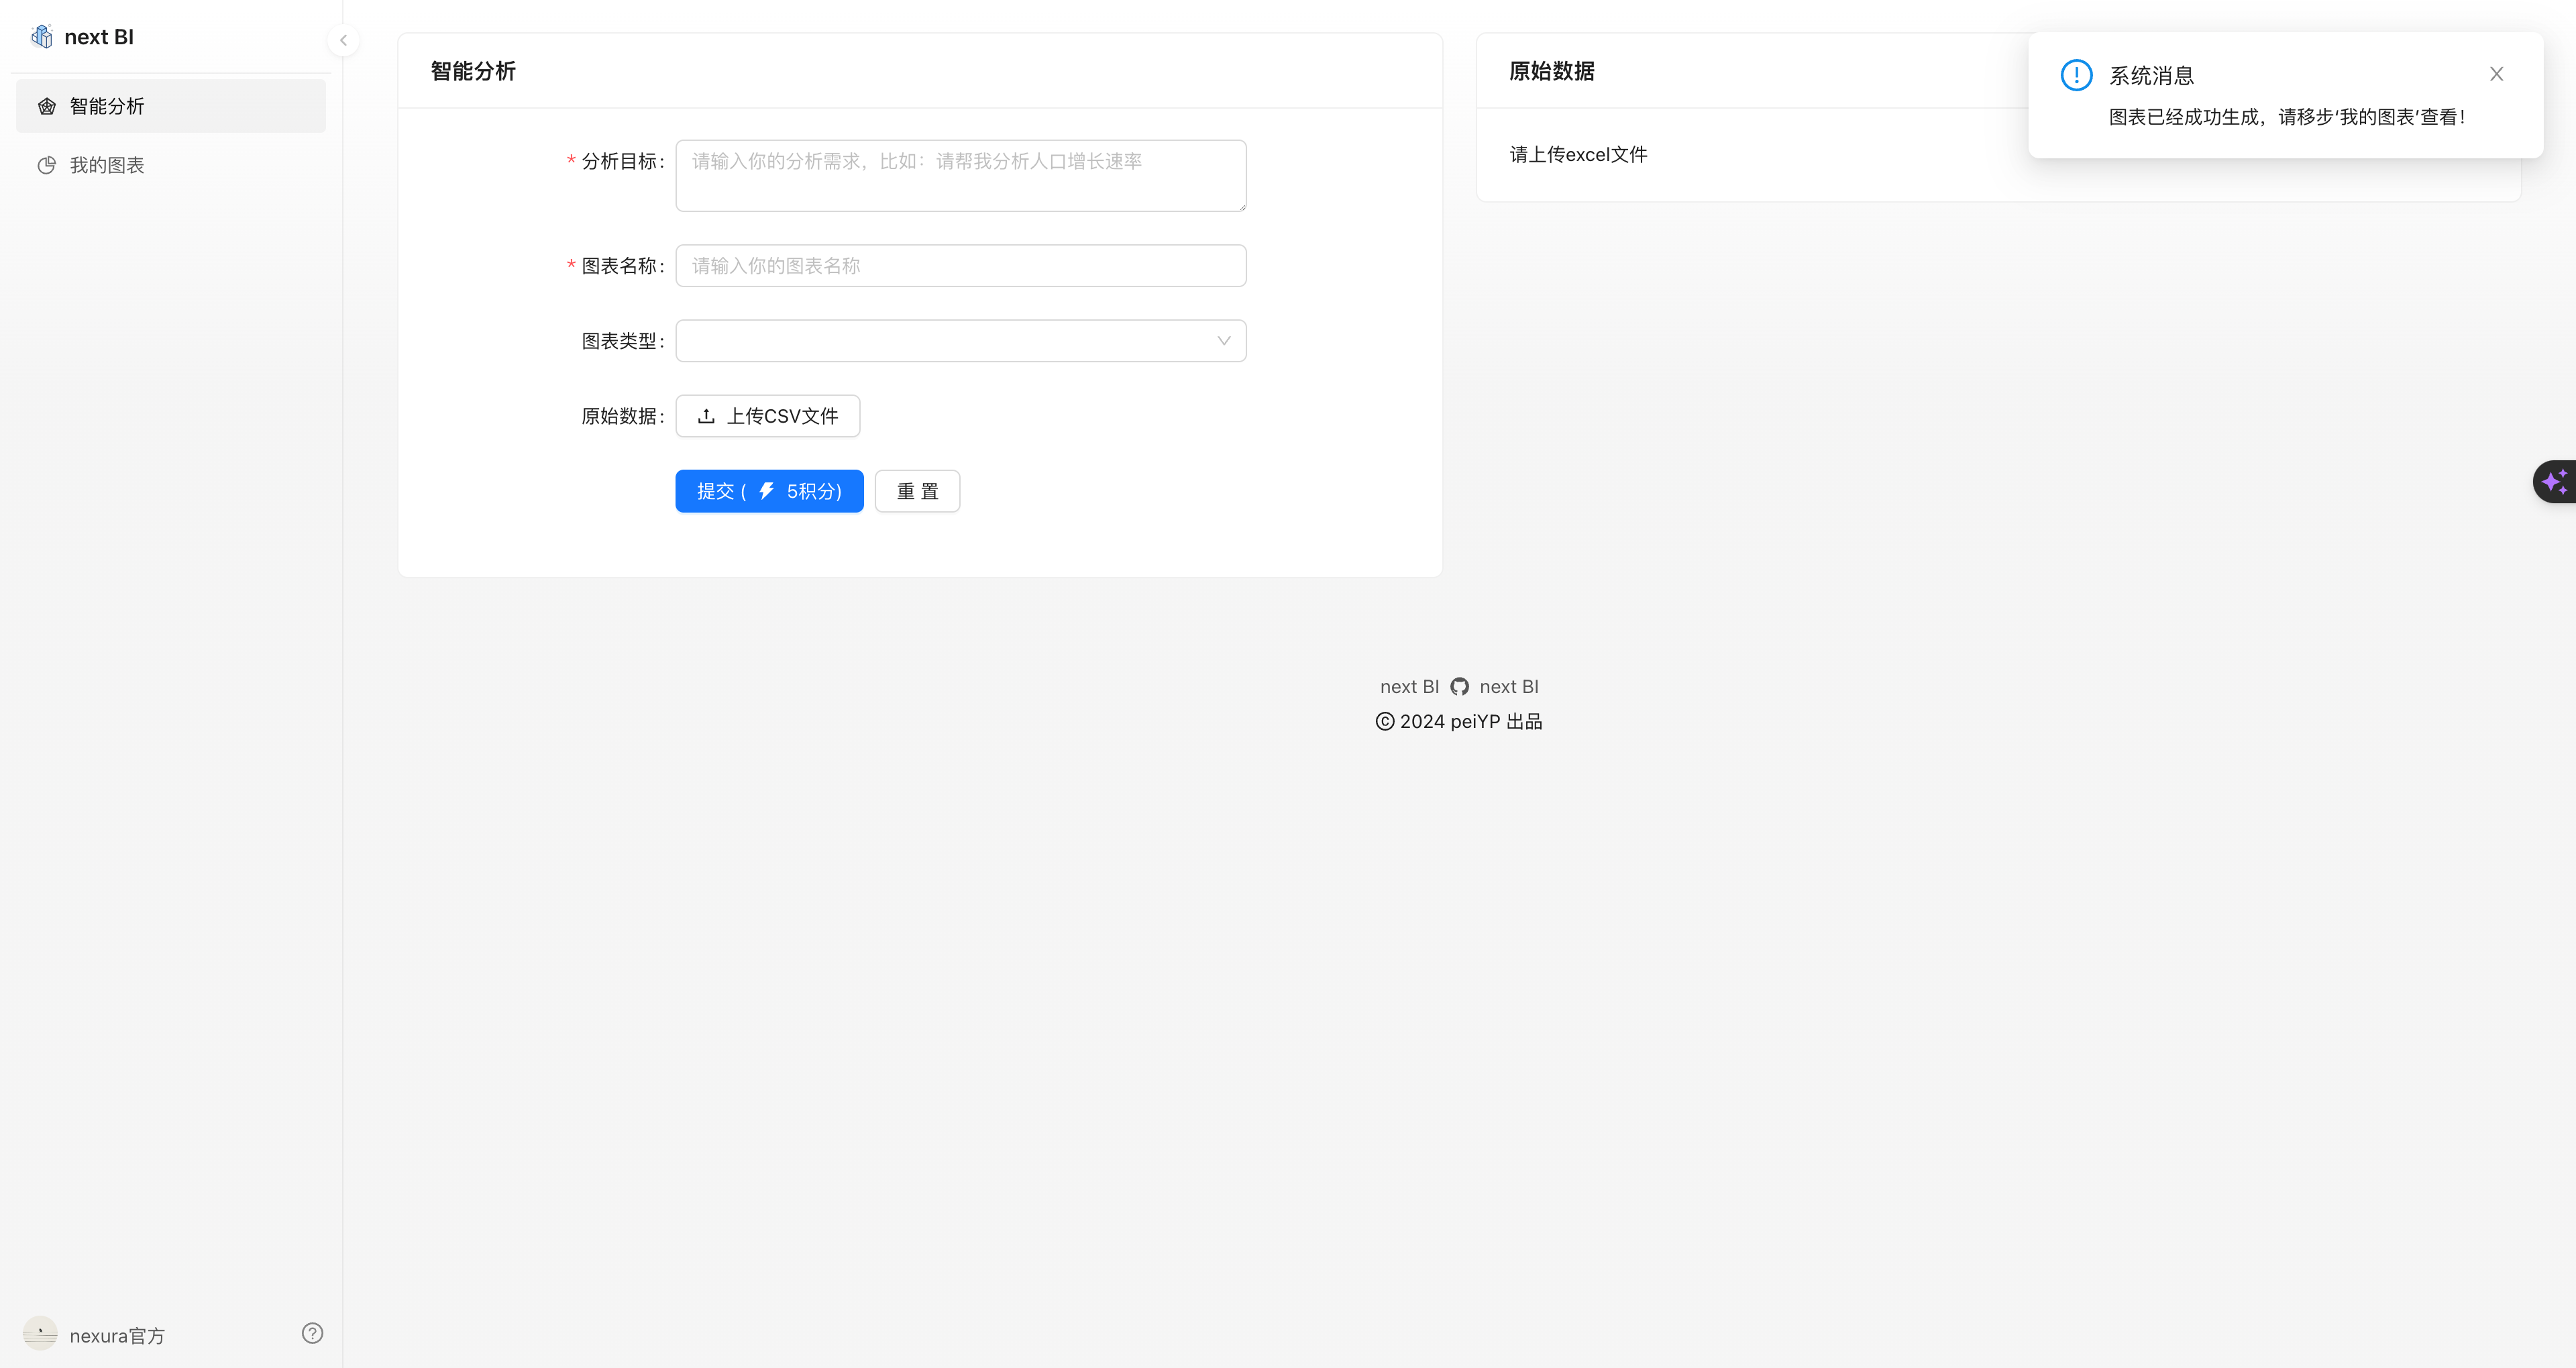 next BI
智能分析
我的图表
智能分析
* 分析目标:
请输入你的分析需求，比如：请帮我分析人口增长速率
* 图表名称:
请输入你的图表名称
图表类型:
原始数据:
上传CSV文件
提交 ( 5积分)
重 置
原始数据
请上传excel文件
系统消息
图表已经成功生成，请移步‘我的图表’查看！
next BI next BI
© 2024 peiYP 出品
nexura官方